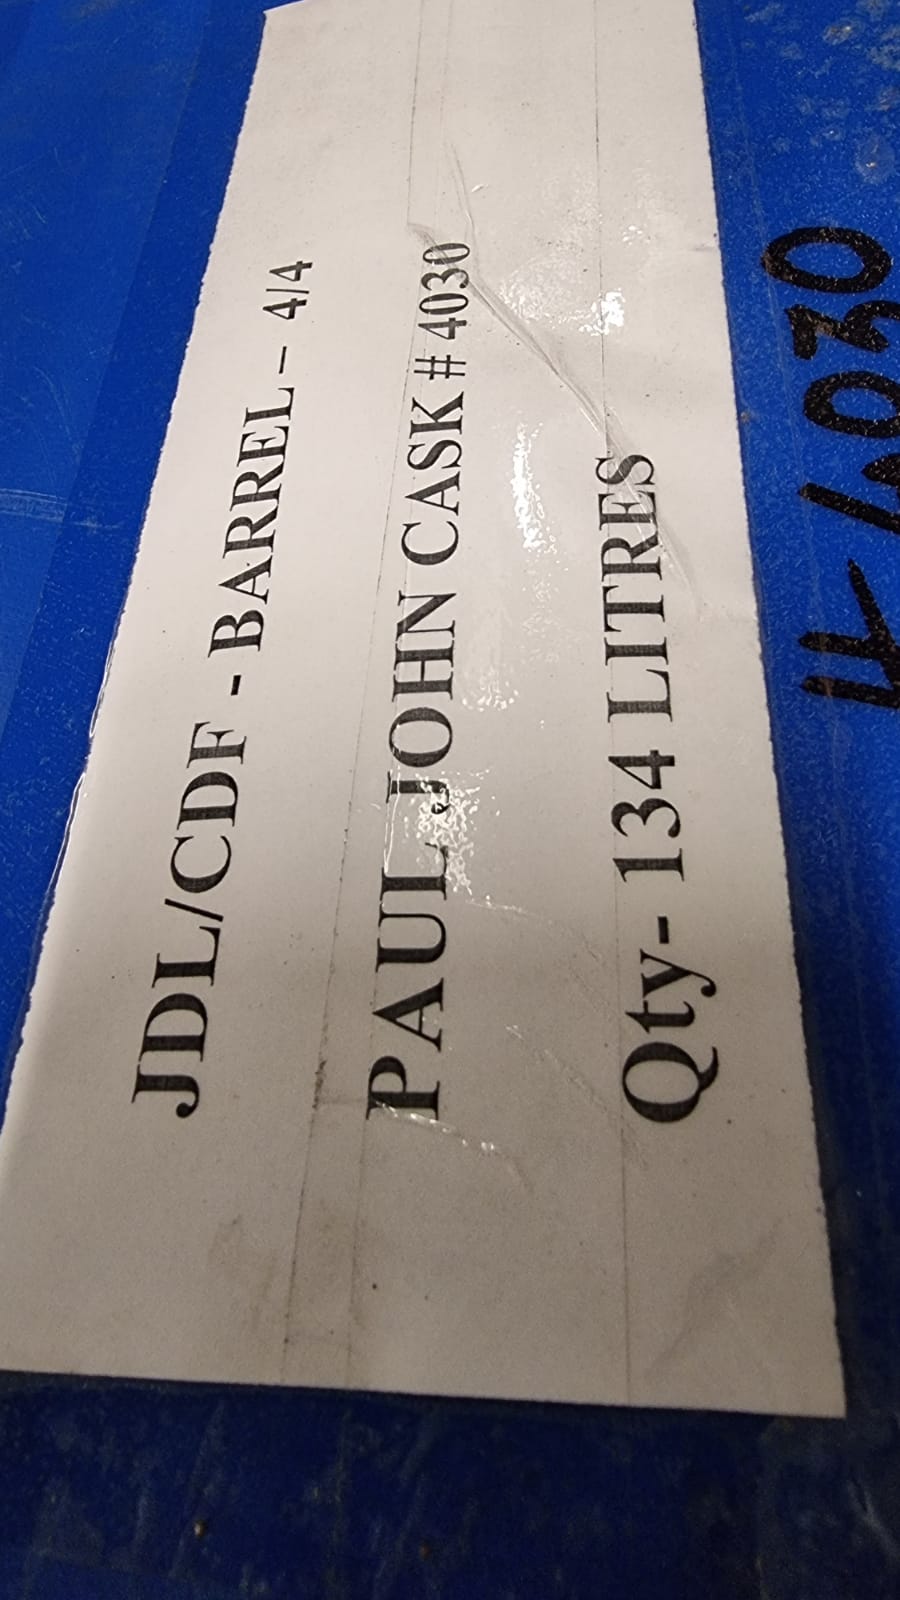 JDL/CDF - BARREL – 4/4
PAUL JOHN CASK # 4030
Qty- 134 LITRES
# 4030